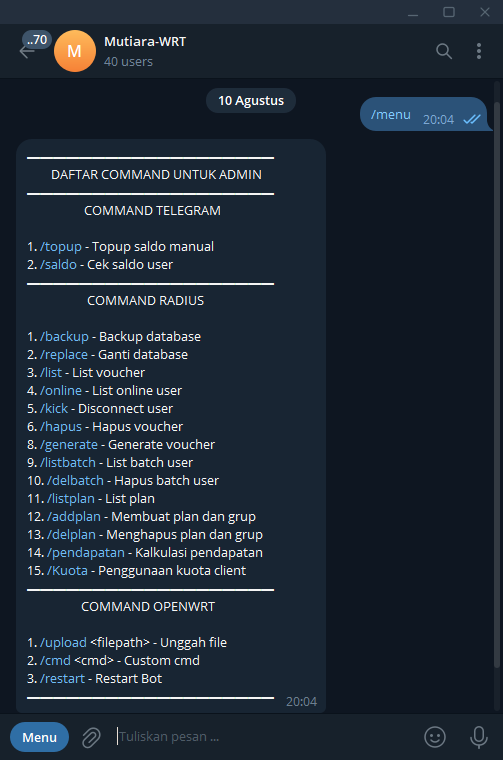 ..70
M
Mutiara-WRT
40 users
10 Agustus
/menu 20:04
DAFTAR COMMAND UNTUK ADMIN
COMMAND TELEGRAM
1. /topup - Topup saldo manual
2. /saldo - Cek saldo user
COMMAND RADIUS
1. /backup - Backup database
2. /replace - Ganti database
3. /list - List voucher
4. /online - List online user
5. /kick - Disconnect user
6. /hapus - Hapus voucher
8. /generate - Generate voucher
9. /listbatch - List batch user
10. /delbatch - Hapus batch user
11. /listplan - List plan
12. /addplan - Membuat plan dan grup
13. /delplan - Menghapus plan dan grup
14. /pendapatan - Kalkulasi pendapatan
15. /Kuota - Penggunaan kuota client
COMMAND OPENWRT
1. /upload <filepath> - Unggah file
2. /cmd <cmd> - Custom cmd
3. /restart - Restart Bot
20:04
Menu
Tuliskan pesan ...